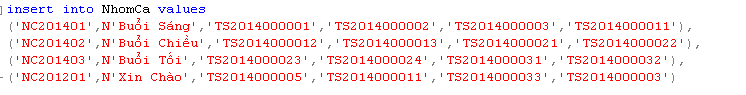 insert into NhomCa values
('NC201401',N'Buổi Sáng','TS2014000001','TS2014000002','TS2014000003','TS2014000011'),
('NC201402',N'Buổi Chiều','TS2014000012','TS2014000013','TS2014000021','TS2014000022'),
('NC201403',N'Buổi Tối','TS2014000023','TS2014000024','TS2014000031','TS2014000032'),
('NC201201',N'Xin Chào','TS2014000005','TS2014000011','TS2014000033','TS2014000003')